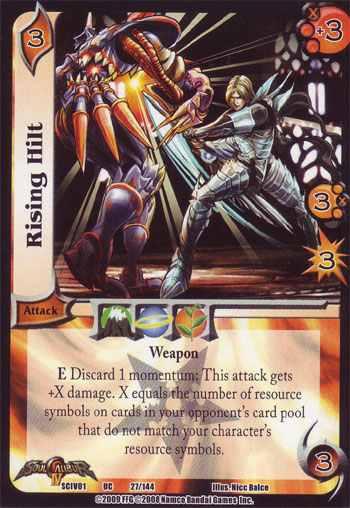 3
X
+3
3
X
3
Rising Hilt
Attack
Weapon
E Discard 1 momentum: This attack gets
+X damage. X equals the number of resource
symbols on cards in your opponent's card pool
that do not match your character's
resource symbols.
3
SOULCALIBUR
IV
SCIV01 UC 27/144 Illus. Nicc Balce
©2009 FFG ©2008 Namco Bandai Games Inc.